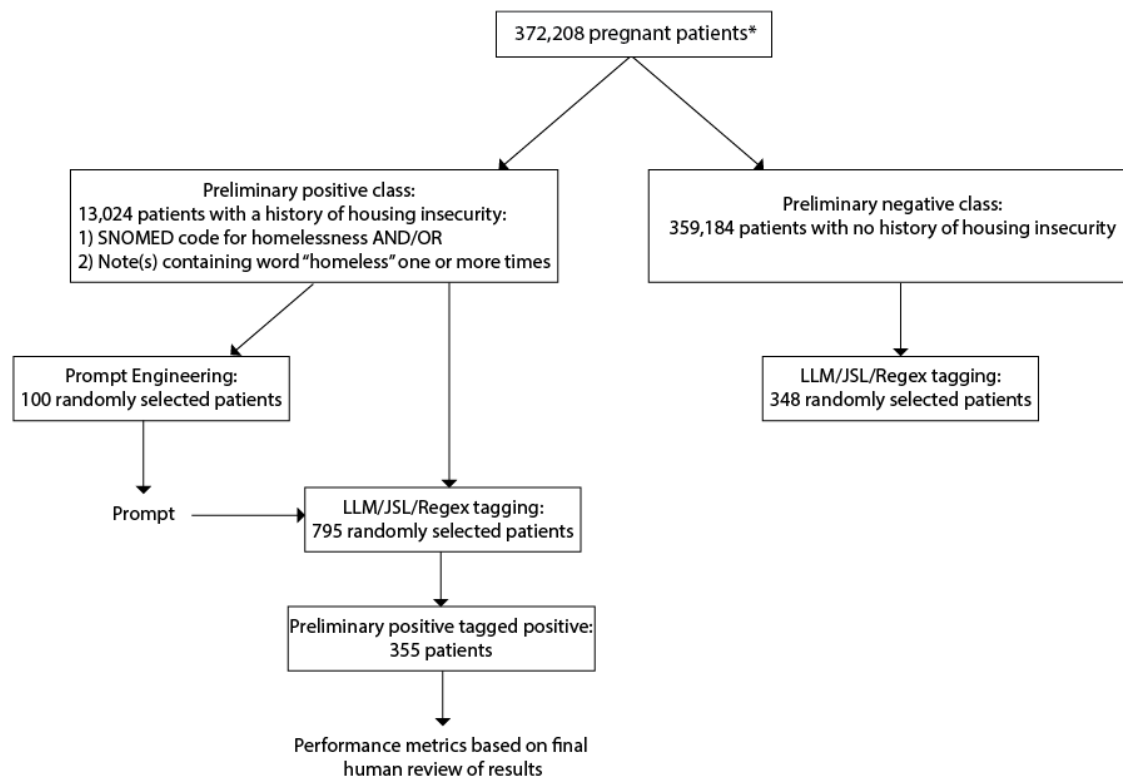 372,208 pregnant patients*
Preliminary positive class:
13,024 patients with a history of housing insecurity:
1) SNOMED code for homelessness AND/OR
2) Note(s) containing word “homeless” one or more times
Preliminary negative class:
359,184 patients with no history of housing insecurity
Prompt Engineering:
100 randomly selected patients
LLM/JSL/Regex tagging:
348 randomly selected patients
Prompt
LLM/JSL/Regex tagging:
795 randomly selected patients
Preliminary positive tagged positive:
355 patients
Performance metrics based on final
human review of results